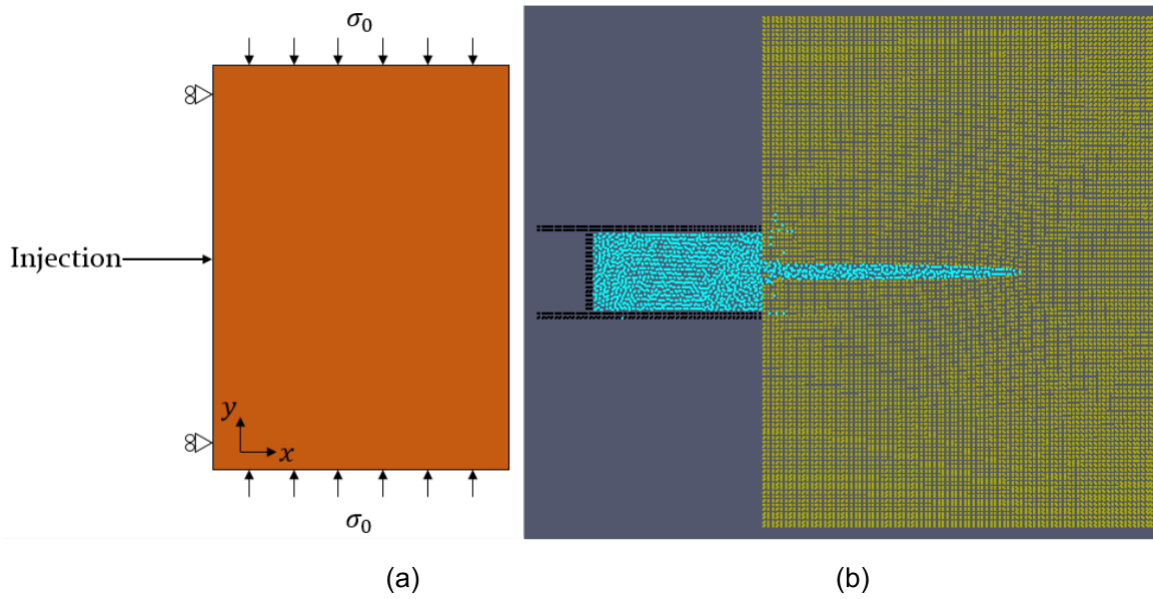 σ₀
Injection
y
x
σ₀
(a)
(b)